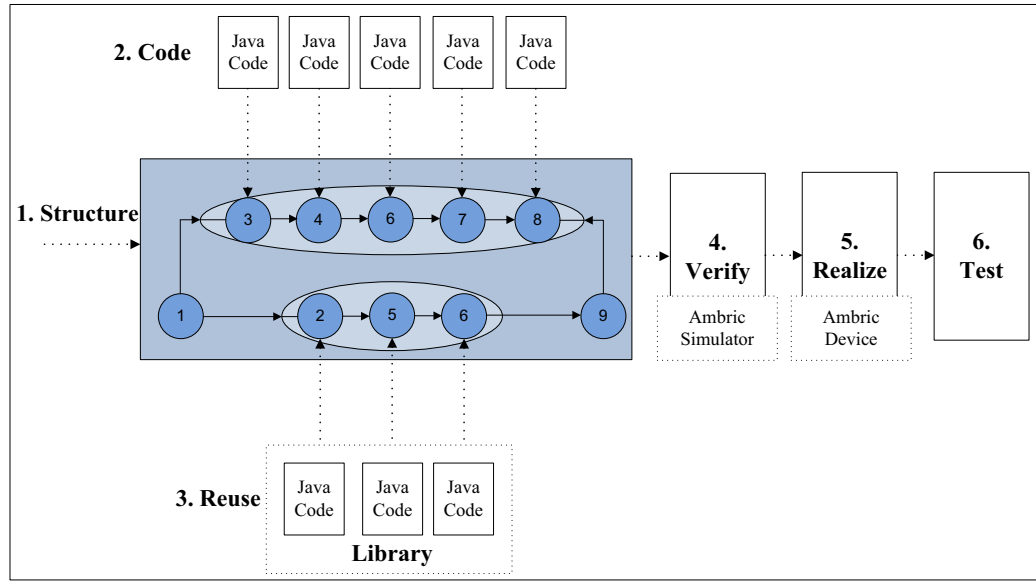 2. Code
Java
Code
Java
Code
Java
Code
Java
Code
Java
Code
1. Structure
3
4
6
7
8
1
2
5
6
9
4.
Verify
Ambric
Simulator
5.
Realize
Ambric
Device
6.
Test
3. Reuse
Java
Code
Java
Code
Java
Code
Library